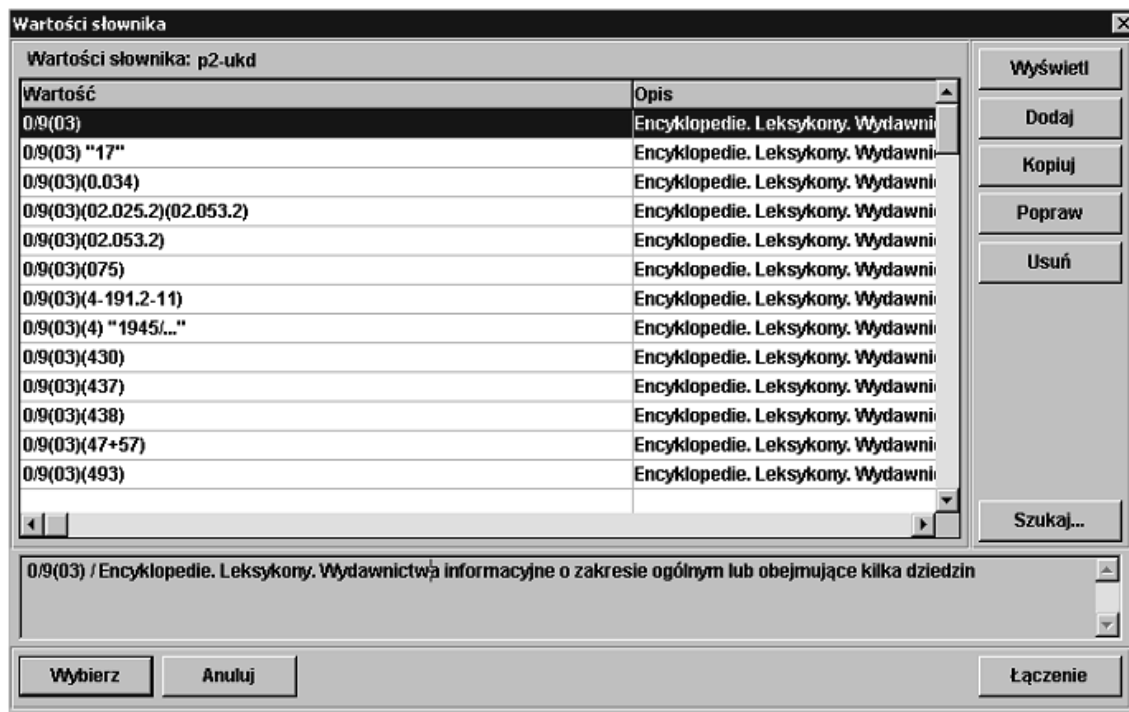 Wartości słownika
Wartości słownika: p2-ukd
Wartość Opis
0/9(03) Encyklopedie. Leksykony. Wydawni
0/9(03) "17" Encyklopedie. Leksykony. Wydawni
0/9(03)(0.034) Encyklopedie. Leksykony. Wydawni
0/9(03)(02.025.2)(02.053.2) Encyklopedie. Leksykony. Wydawni
0/9(03)(02.053.2) Encyklopedie. Leksykony. Wydawni
0/9(03)(075) Encyklopedie. Leksykony. Wydawni
0/9(03)(4-191.2-11) Encyklopedie. Leksykony. Wydawni
0/9(03)(4) "1945/..." Encyklopedie. Leksykony. Wydawni
0/9(03)(430) Encyklopedie. Leksykony. Wydawni
0/9(03)(437) Encyklopedie. Leksykony. Wydawni
0/9(03)(438) Encyklopedie. Leksykony. Wydawni
0/9(03)(47+57) Encyklopedie. Leksykony. Wydawni
0/9(03)(493) Encyklopedie. Leksykony. Wydawni
Wyświetl
Dodaj
Kopiuj
Popraw
Usuń
Szukaj...
0/9(03) / Encyklopedie. Leksykony. Wydawnictwa informacyjne o zakresie ogólnym lub obejmujące kilka dziedzin
Wybierz Anuluj Łączenie